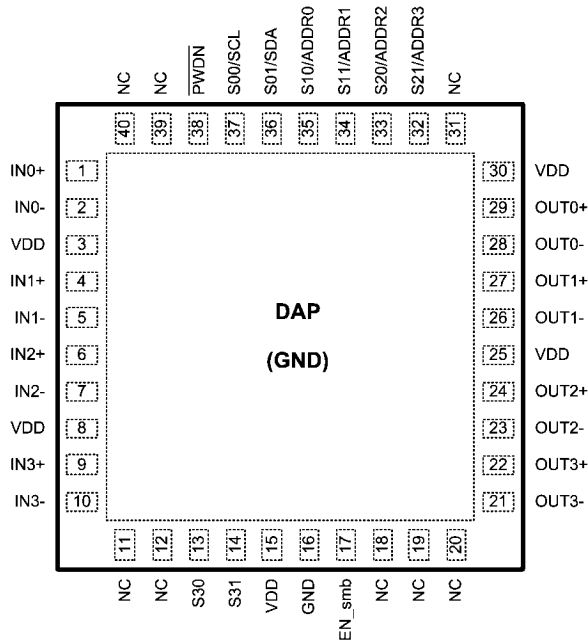 NC
NC
PWDN
S00/SCL
S01/SDA
S10/ADDR0
S11/ADDR1
S20/ADDR2
S21/ADDR3
NC
40
39
38
37
36
35
34
33
32
31
IN0+ 1
IN0- 2
VDD 3
IN1+ 4
IN1- 5
IN2+ 6
IN2- 7
VDD 8
IN3+ 9
IN3- 10
DAP
(GND)
30 VDD
29 OUT0+
28 OUT0-
27 OUT1+
26 OUT1-
25 VDD
24 OUT2+
23 OUT2-
22 OUT3+
21 OUT3-
11
12
13
14
15
16
17
18
19
20
NC
NC
S30
S31
VDD
GND
EN_smb
NC
NC
NC